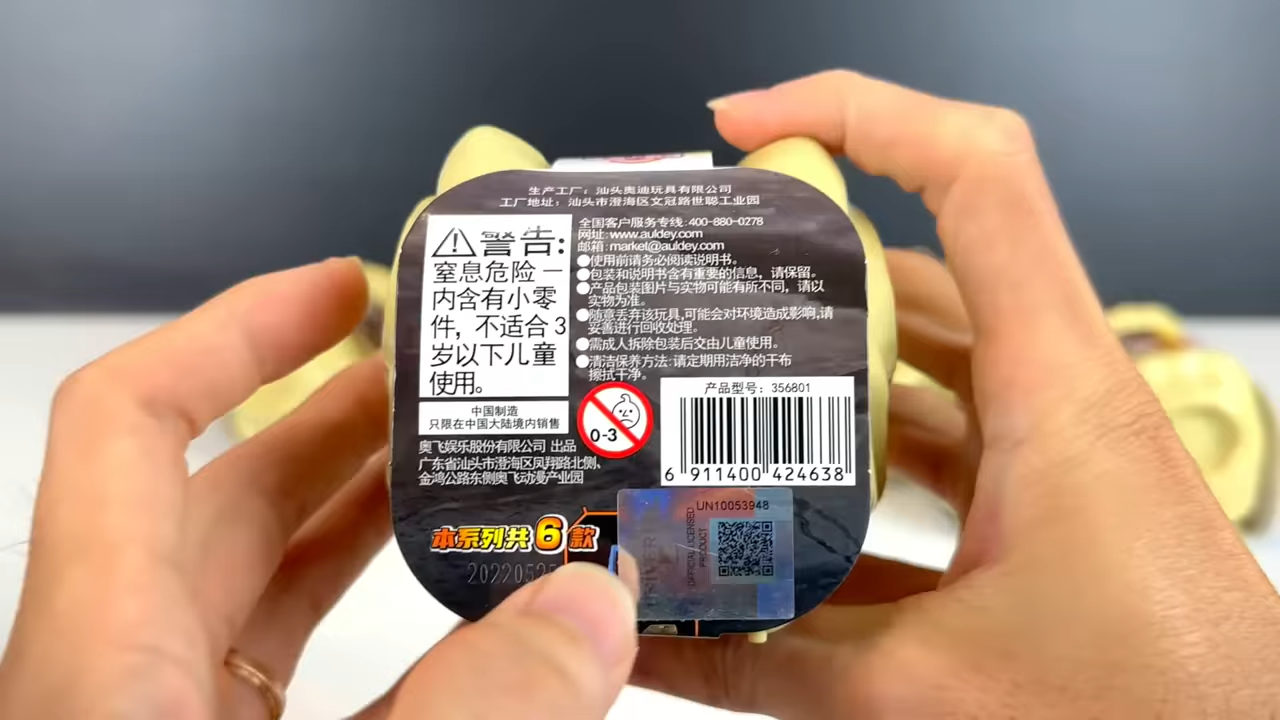 生产工厂：汕头奥迪玩具有限公司
工厂地址：汕头市澄海区文冠路世聪工业园
警告:
窒息危险一
内含有小零
件，不适合3
岁以下儿童
使用。
中国制造
只限在中国大陆境内销售
奥飞娱乐股份有限公司 出品
广东省汕头市澄海区凤翔路北侧、
金鸿公路东侧奥飞动漫产业园
全国客户服务专线:400-880-0278
网址:www.auldey.com
邮箱:market@auldey.com
●使用前请务必阅读说明书。
●包装和说明书含有重要的信息，请保留。
●产品包装图片与实物可能有所不同，请以
实物为准。
●随意丢弃该玩具,可能会对环境造成影响,请
妥善进行回收处理。
●需成人拆除包装后交由儿童使用。
●清洁保养方法:请定期用洁净的干布
擦拭干净。
0-3
产品型号：356801
6 911400 424638
本系列共6款
20220525
UN10053948
OFFICIAL LICENSED
PRODUCT